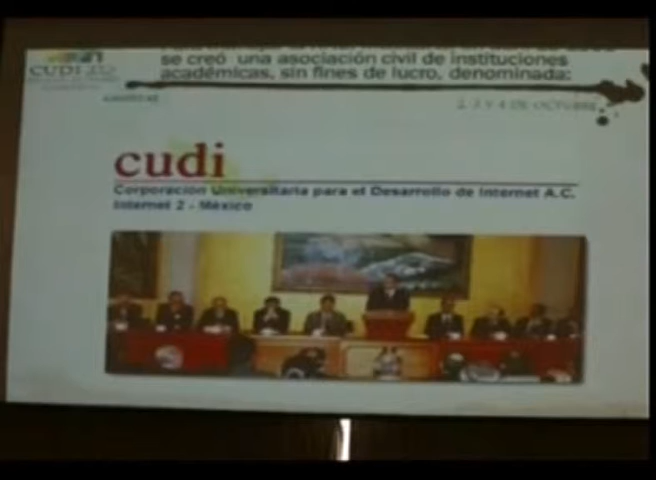 se creó una asociación civil de instituciones
académicas, sin fines de lucro, denominada:
CUDI
2, 3 Y 4 DE OCTUBRE
cudi
Corporación Universitaria para el Desarrollo de Internet A.C.
Internet 2 - México